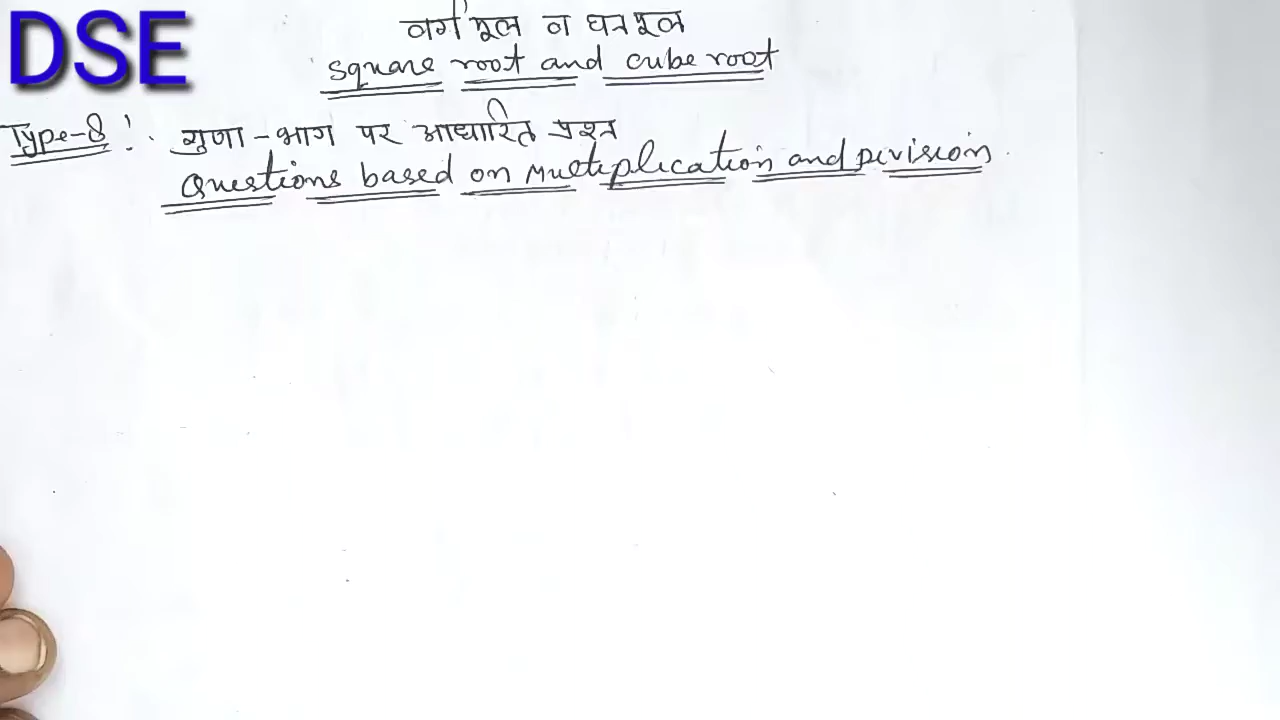 DSE
वर्ग मूल व घनमूल
square root and cube root
Type-8 :. गुणा-भाग पर आधारित प्रश्न
Questions based on Multiplication and Division.